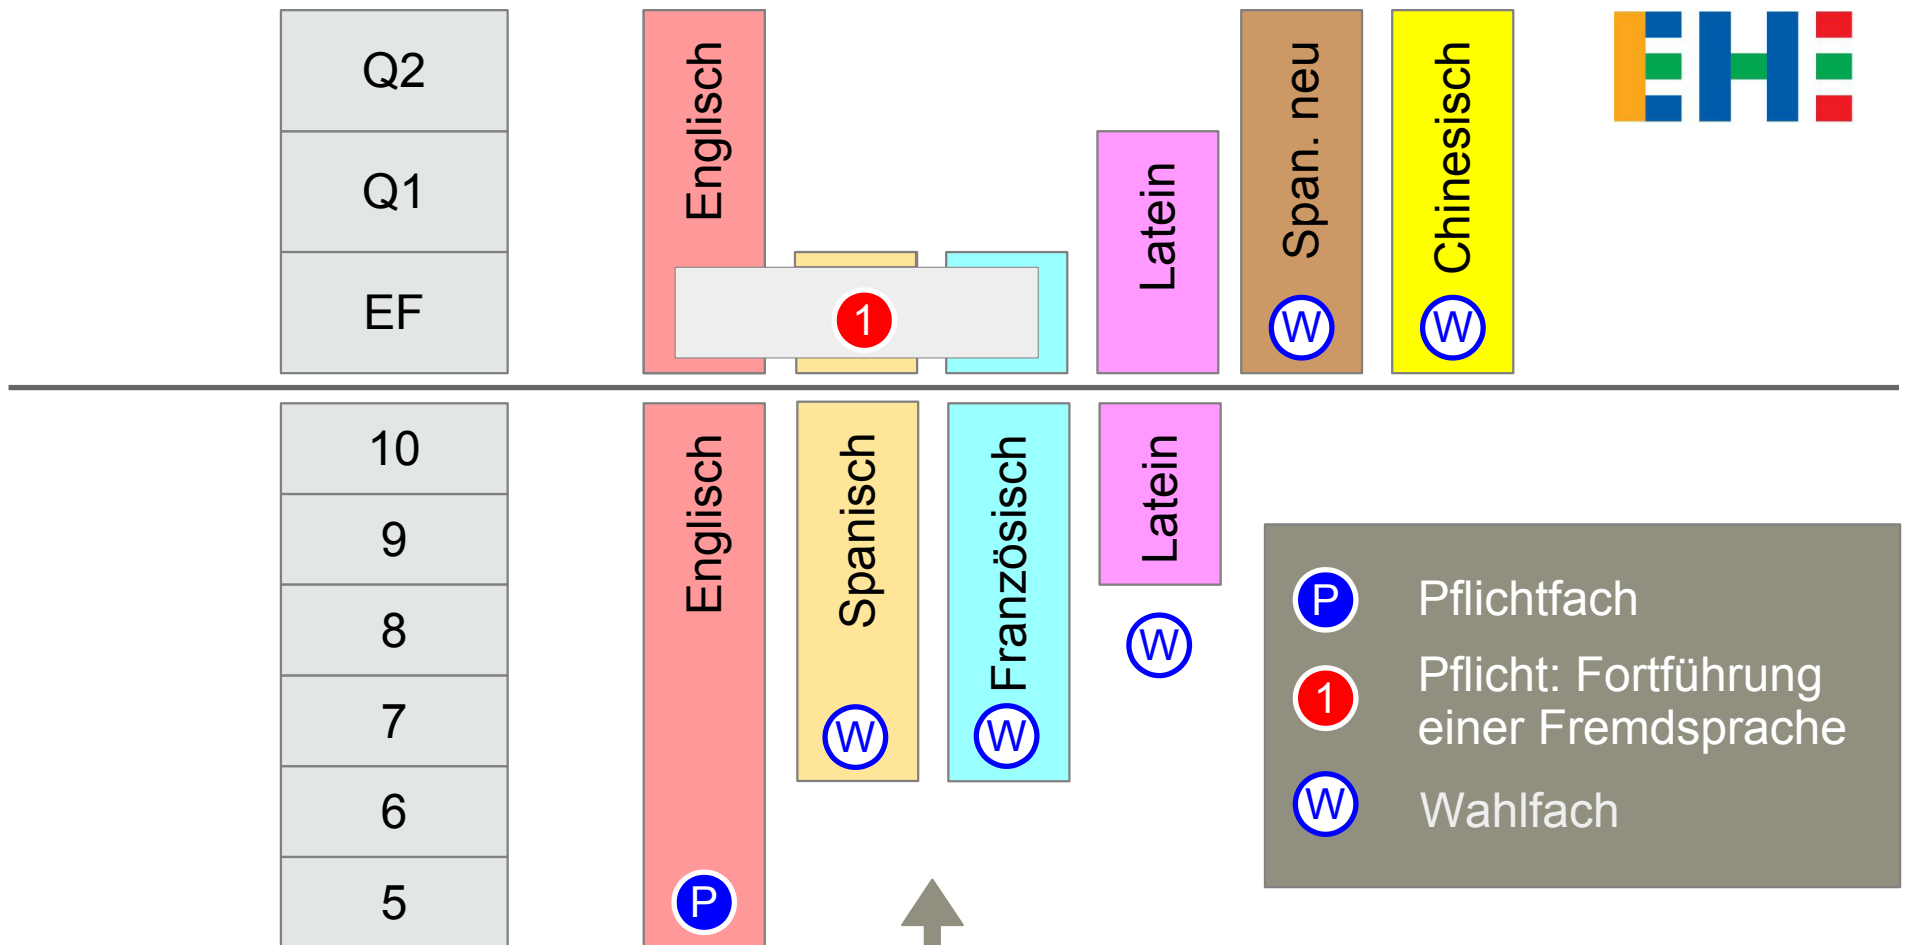 Q2
Q1
EF
10
9
8
7
6
5
Englisch
Latein
Span. neu
Chinesisch
1
W
W
Englisch
Spanisch
Französisch
Latein
W
W
W
P
EHE
P Pflichtfach
1 Pflicht: Fortführung
einer Fremdsprache
W Wahlfach